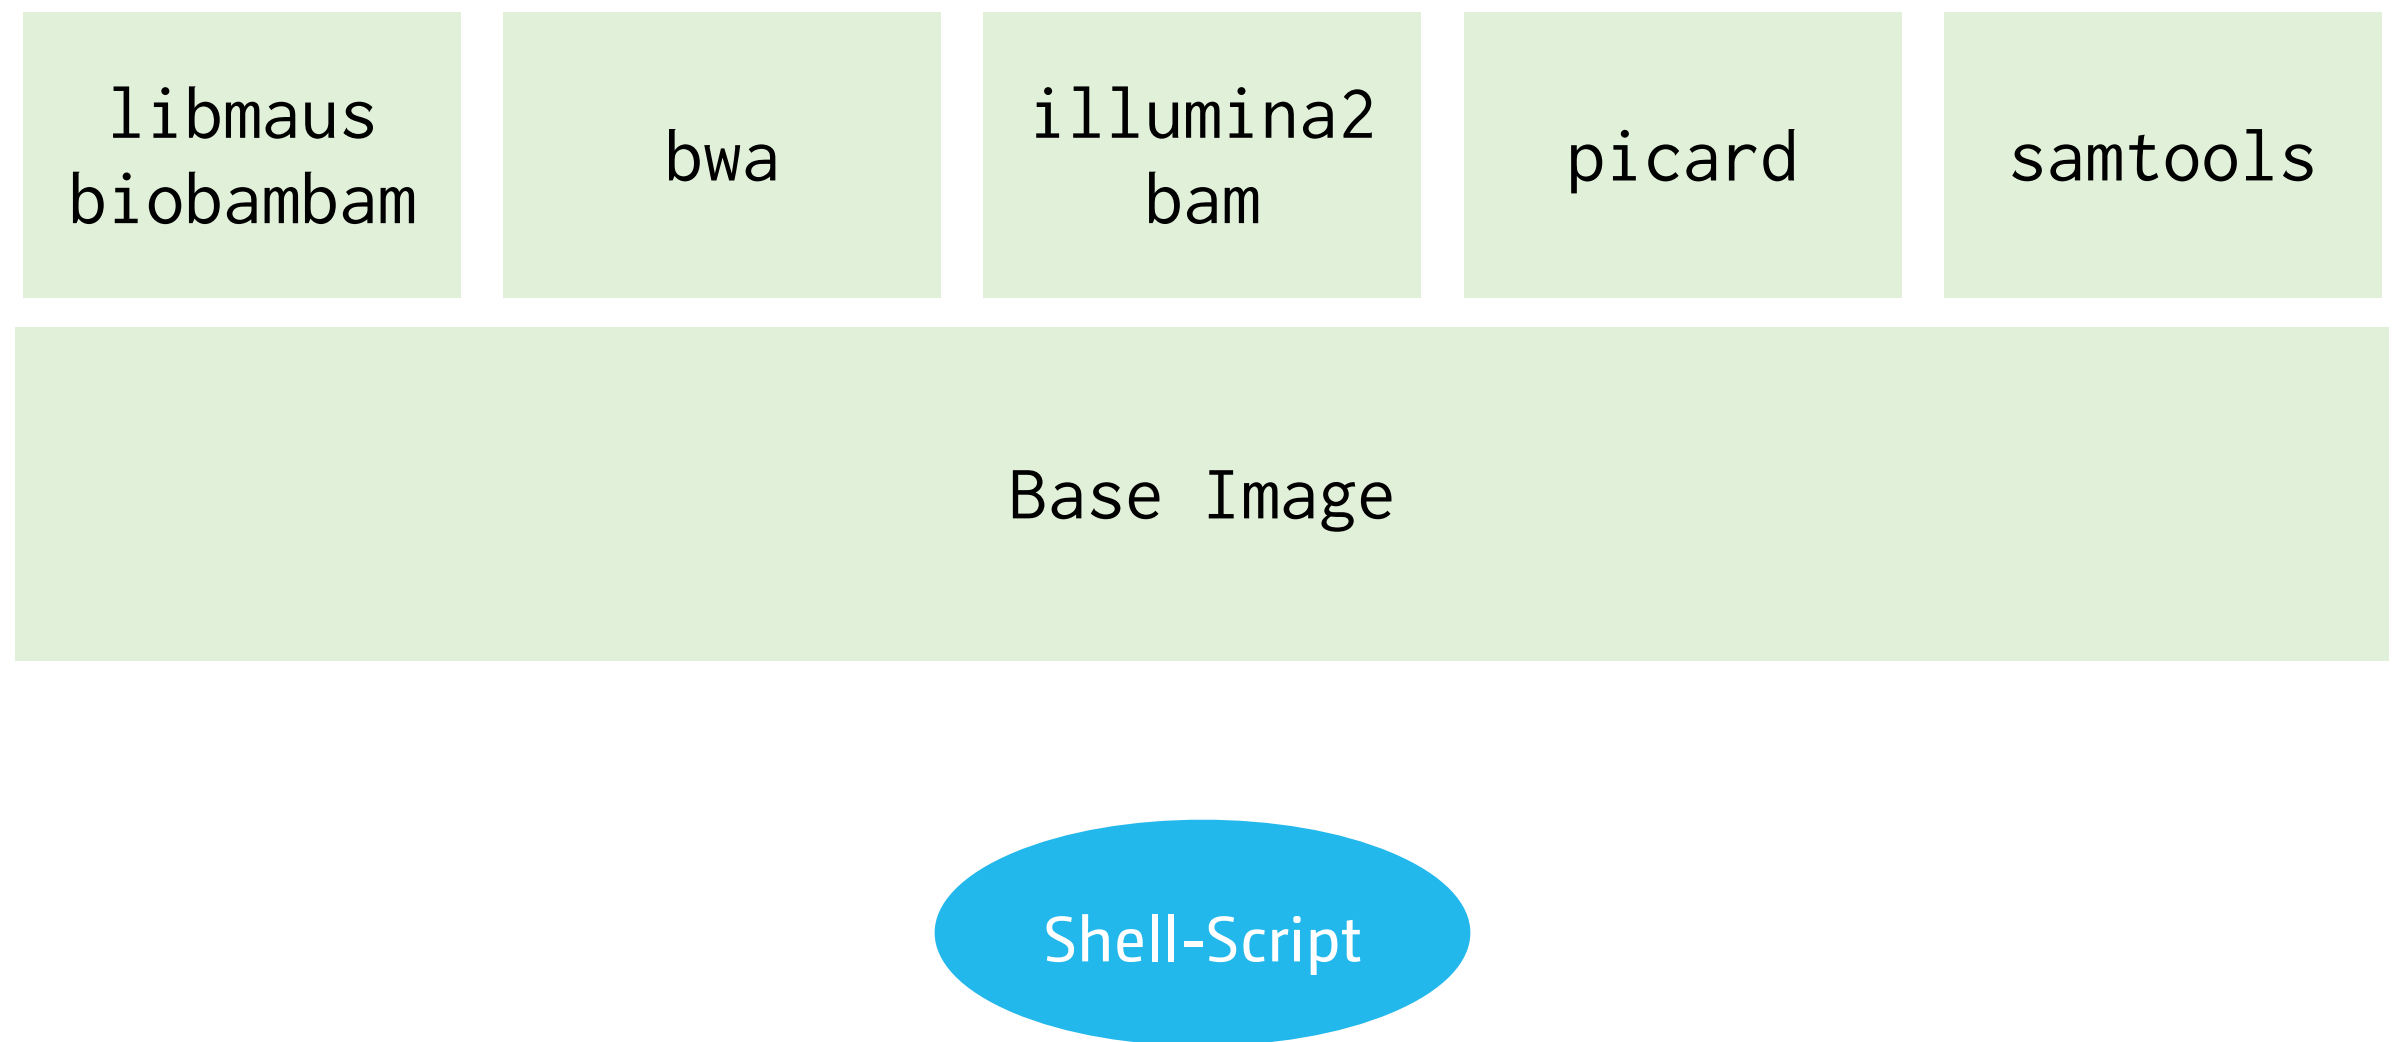 libmaus
biobambam
bwa
illumina2
bam
picard
samtools
Base Image
Shell-Script